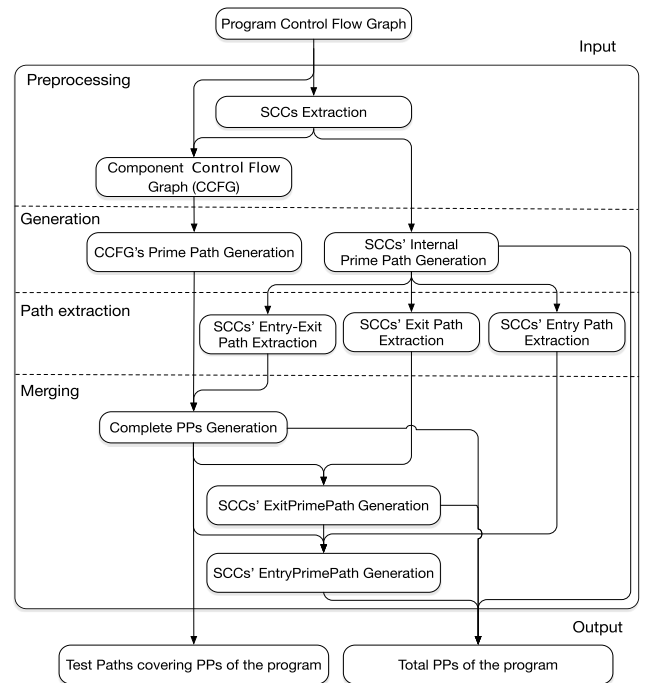 Program Control Flow Graph
Input
Preprocessing
SCCs Extraction
Component Control Flow
Graph (CCFG)
Generation
CCFG's Prime Path Generation
SCCs' Internal
Prime Path Generation
Path extraction
SCCs' Entry-Exit
Path Extraction
SCCs' Exit Path
Extraction
SCCs' Entry Path
Extraction
Merging
Complete PPs Generation
SCCs' ExitPrimePath Generation
SCCs' EntryPrimePath Generation
Output
Test Paths covering PPs of the program
Total PPs of the program